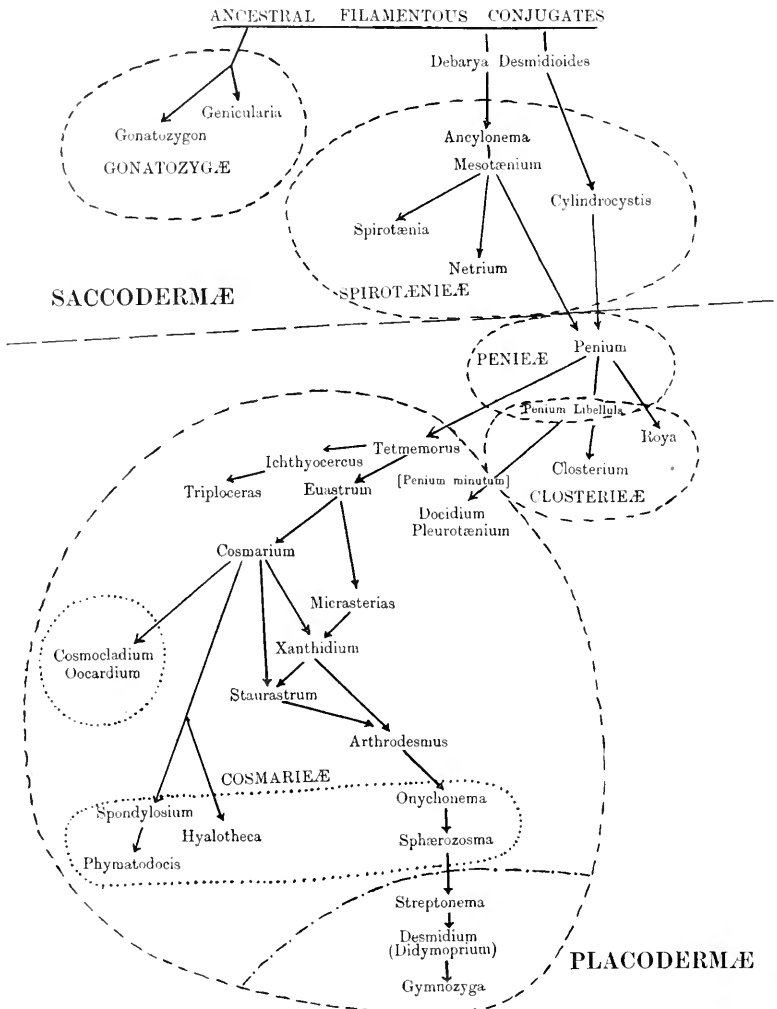 ANCESTRAL FILAMENTOUS CONJUGATES
Debarya Desmidioides
Genicularia
Gonatozygon
GONATOZYGÆ
Ancylonema
Mesotænium
Cylindrocystis
Spirotænia
Netrium
SPIROTÆNIEÆ
SACCODERMÆ
Penium
PENIEÆ
Penium Libellula
Roya
Closterium
CLOSTERIEÆ
Tetmemorus
Ichthyocercus
Triploceras
Euastrum
[Penium minutum]
Docidium
Pleurotænium
Cosmarium
Micrasterias
Xanthidium
Cosmocladium
Oocardium
Staurastrum
Arthrodesmus
COSMARIEÆ
Onychonema
Spondylosium
Hyalotheca
Sphærozosma
Phymatodocis
Streptonema
Desmidium
(Didymoprium)
PLACODERMÆ
Gymnozyga